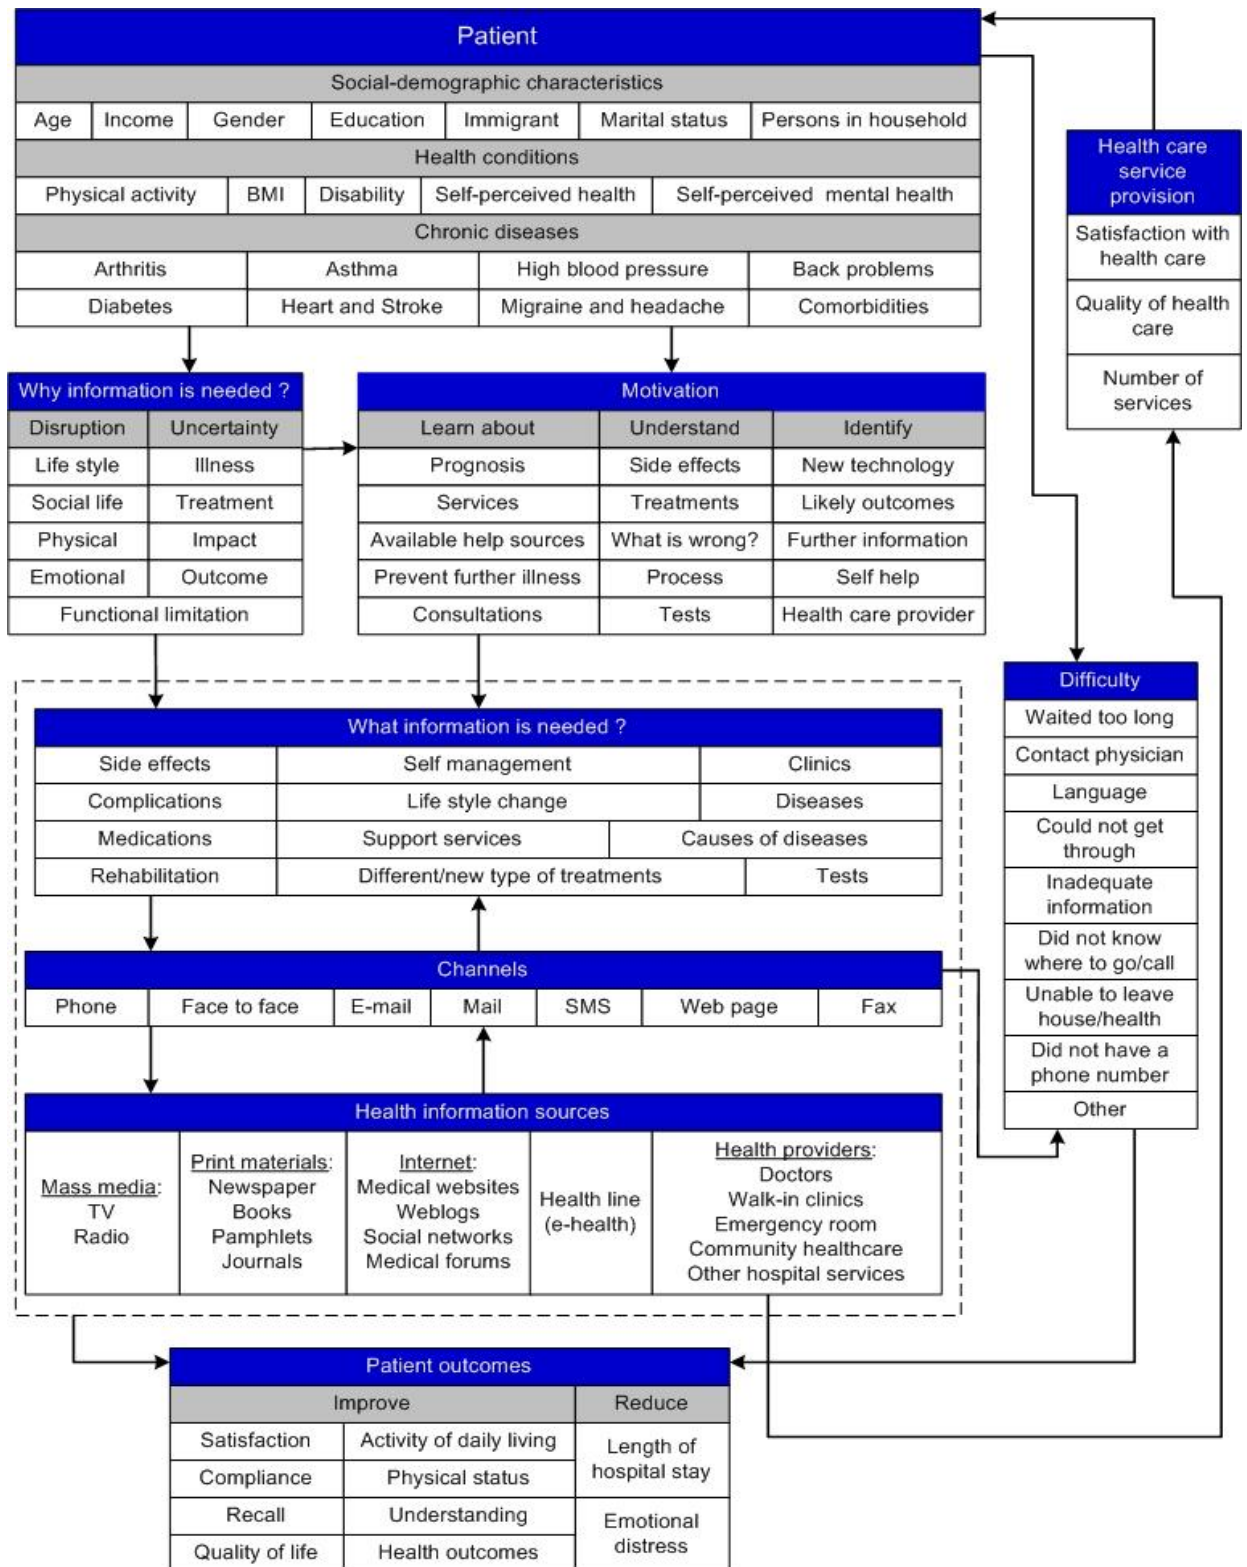 Patient
Social-demographic characteristics
Age Income Gender Education Immigrant Marital status Persons in household
Health conditions
Physical activity BMI Disability Self-perceived health Self-perceived mental health
Chronic diseases
Arthritis Asthma High blood pressure Back problems
Diabetes Heart and Stroke Migraine and headache Comorbidities
Health care
service
provision
Satisfaction with
health care
Quality of health
care
Number of
services
Why information is needed ?
Disruption Uncertainty
Life style Illness
Social life Treatment
Physical Impact
Emotional Outcome
Functional limitation
Motivation
Learn about Understand Identify
Prognosis Side effects New technology
Services Treatments Likely outcomes
Available help sources What is wrong? Further information
Prevent further illness Process Self help
Consultations Tests Health care provider
Difficulty
Waited too long
Contact physician
Language
Could not get
through
Inadequate
information
Did not know
where to go/call
Unable to leave
house/health
Did not have a
phone number
Other
What information is needed ?
Side effects Self management Clinics
Complications Life style change Diseases
Medications Support services Causes of diseases
Rehabilitation Different/new type of treatments Tests
Channels
Phone Face to face E-mail Mail SMS Web page Fax
Health information sources
Mass media:
TV
Radio
Print materials:
Newspaper
Books
Pamphlets
Journals
Internet:
Medical websites
Weblogs
Social networks
Medical forums
Health line
(e-health)
Health providers:
Doctors
Walk-in clinics
Emergency room
Community healthcare
Other hospital services
Patient outcomes
Improve Reduce
Satisfaction Activity of daily living
Compliance Physical status
Recall Understanding
Quality of life Health outcomes
Length of
hospital stay
Emotional
distress